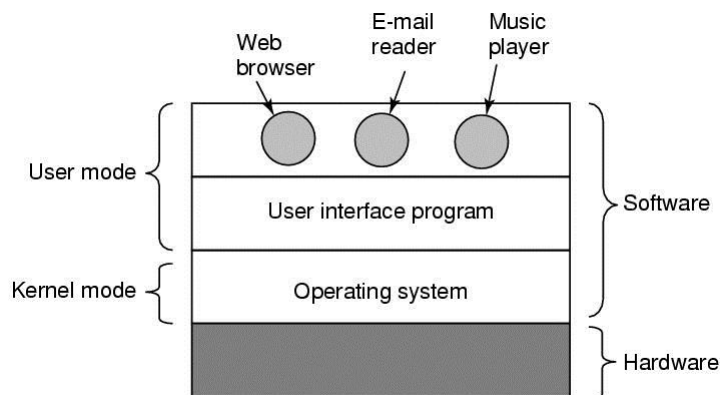 Web
browser
E-mail
reader
Music
player
User mode
User interface program
Software
Kernel mode
Operating system
Hardware